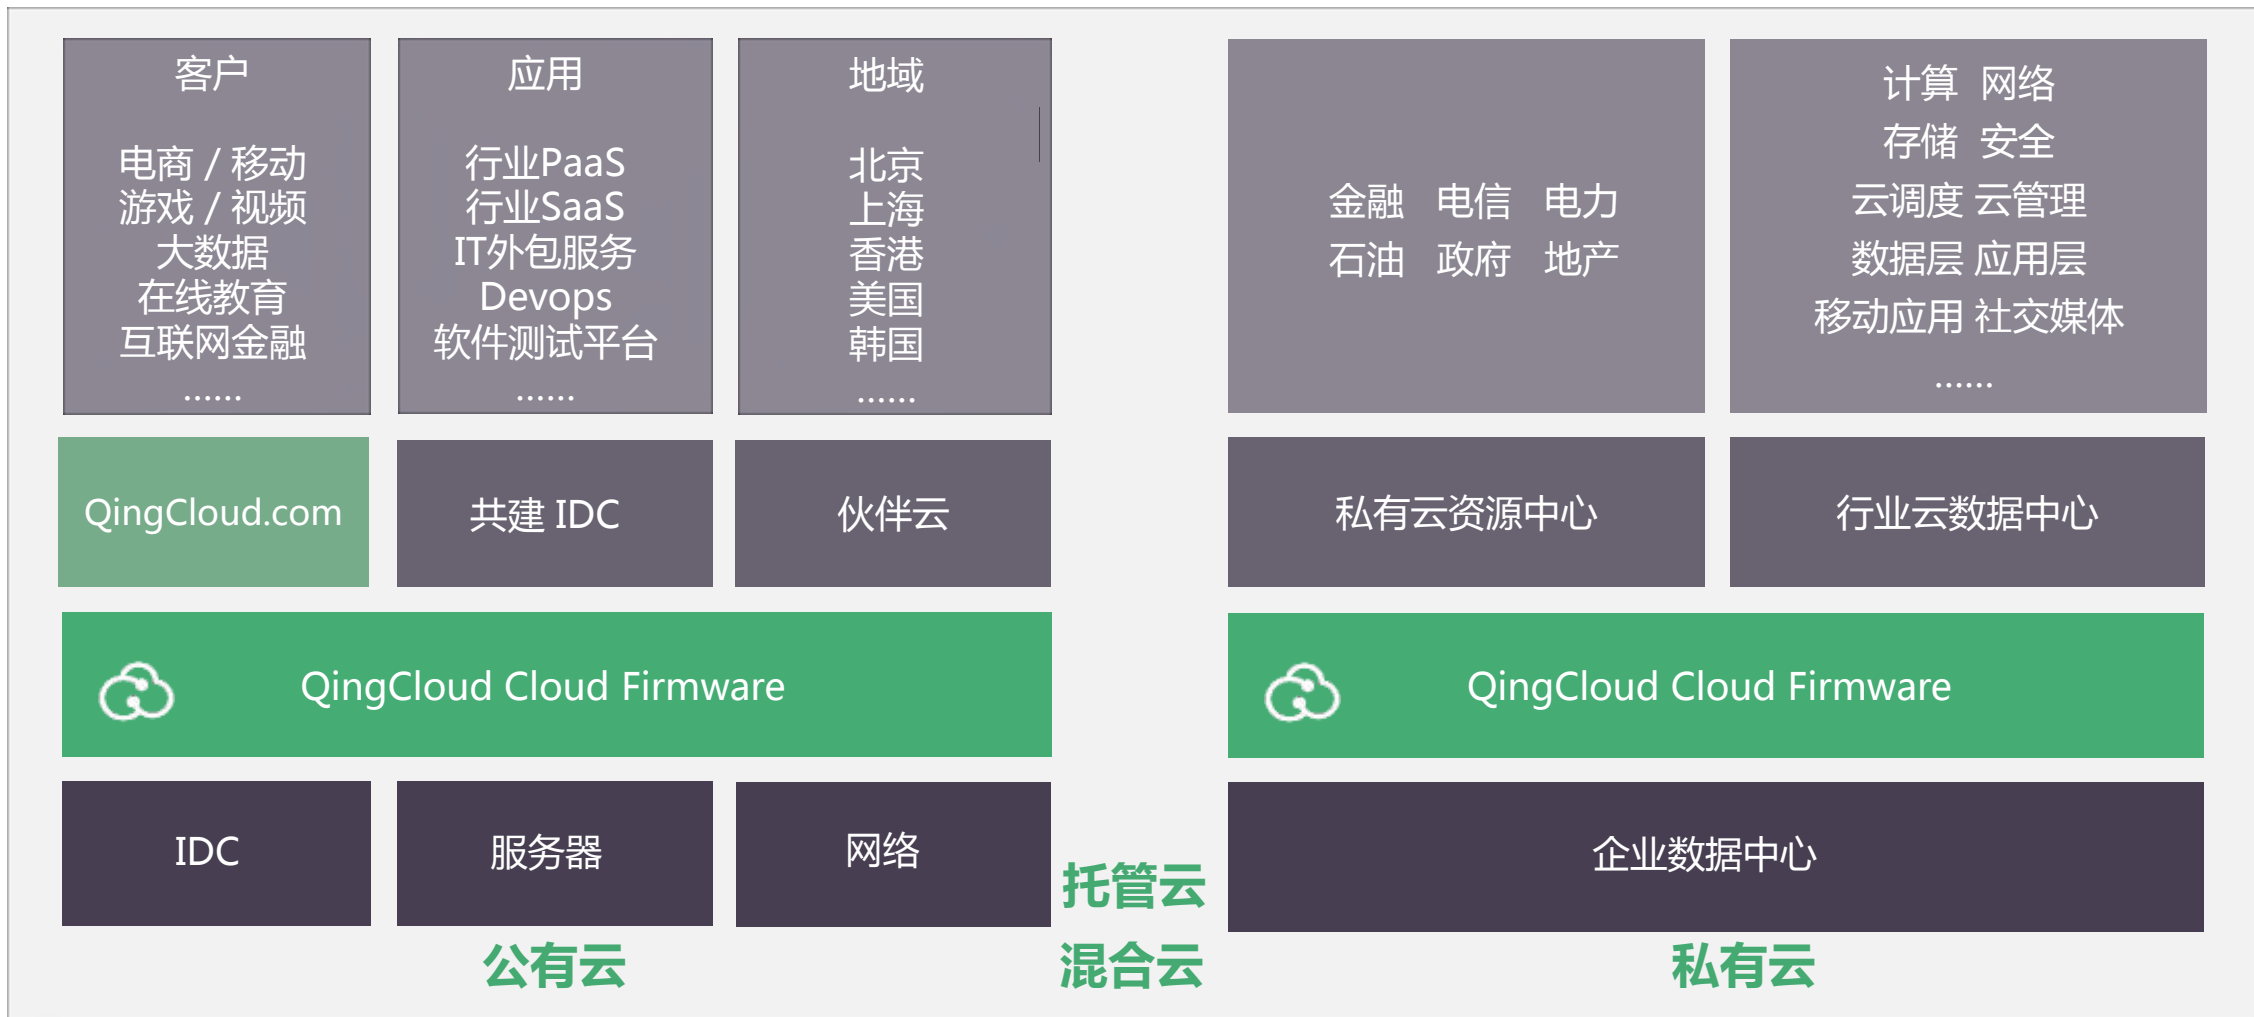 客户
电商 / 移动
游戏 / 视频
大数据
在线教育
互联网金融
......
应用
行业PaaS
行业SaaS
IT外包服务
Devops
软件测试平台
......
地域
北京
上海
香港
美国
韩国
......
金融 电信 电力
石油 政府 地产
计算 网络
存储 安全
云调度 云管理
数据层 应用层
移动应用 社交媒体
......
QingCloud.com
共建 IDC
伙伴云
私有云资源中心
行业云数据中心
QingCloud Cloud Firmware
QingCloud Cloud Firmware
IDC
服务器
网络
企业数据中心
托管云
公有云
混合云
私有云